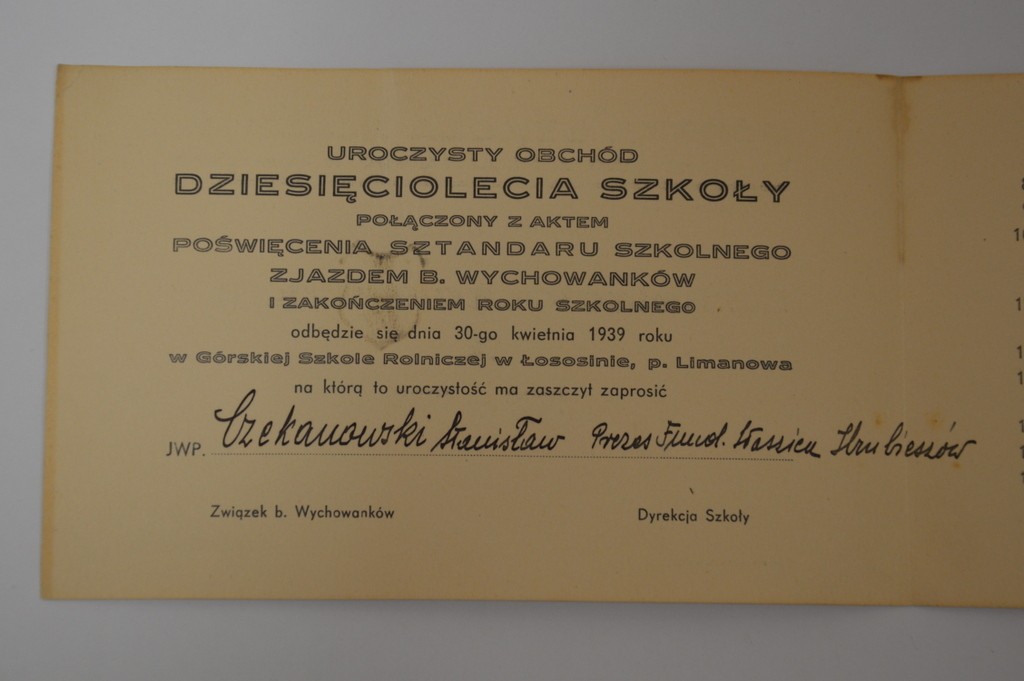 UROCZYSTY OBCHÓD
DZIESIĘCIOLECIA SZKOŁY
POŁĄCZONY Z AKTEM
POŚWIĘCENIA SZTANDARU SZKOLNEGO
ZJAZDEM B. WYCHOWANKÓW
I ZAKOŃCZENIEM ROKU SZKOLNEGO
odbędzie się dnia 30-go kwietnia 1939 roku
w Górskiej Szkole Rolniczej w Łososinie, p. Limanowa
na którą to uroczystość ma zaszczyt zaprosić
JWP. Czekanowski Stanisław Prezes Fund. Staszica Hrubieszów
Związek b. Wychowanków Dyrekcja Szkoły